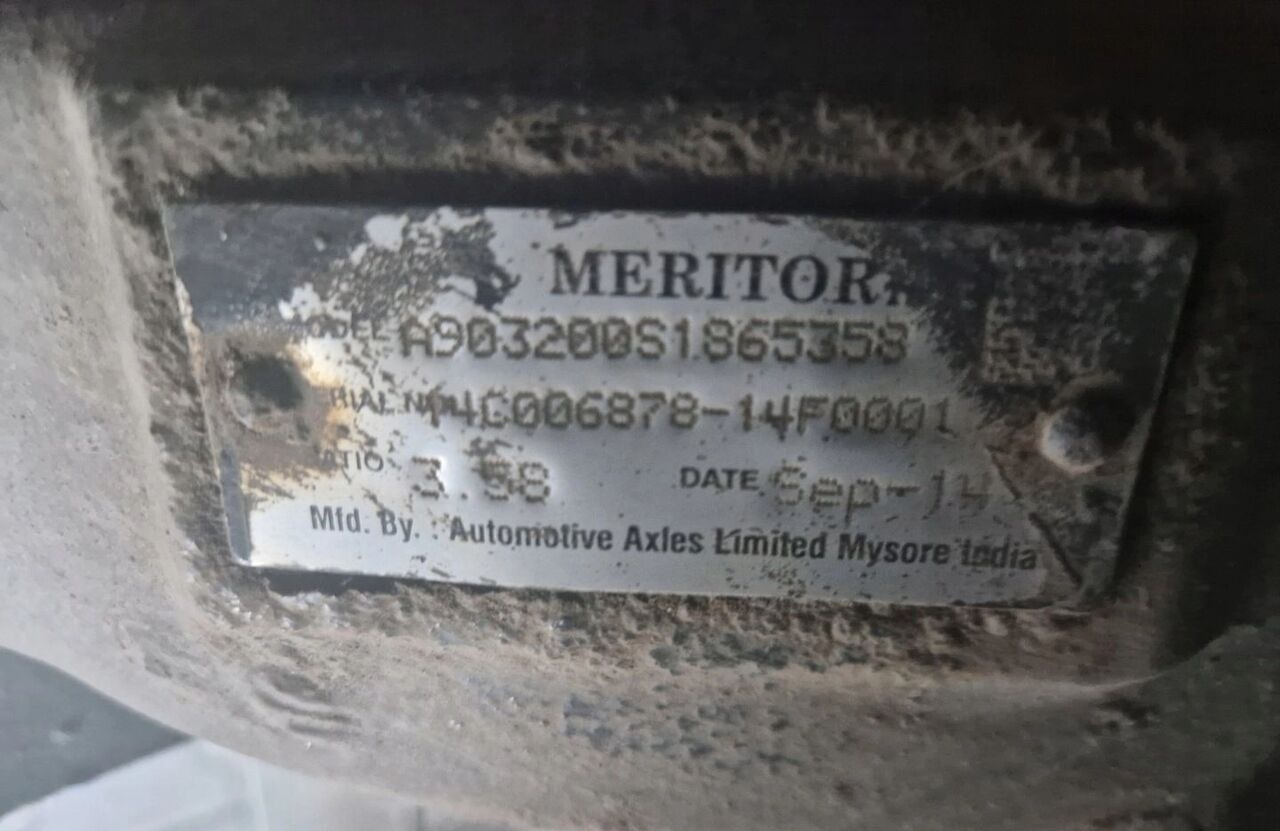 MERITOR
MODEL A903200S1865358
SERIAL NO 14C006878-14F0001
RATIO 3.58 DATE Sep-14
Mfd. By. : Automotive Axles Limited Mysore India